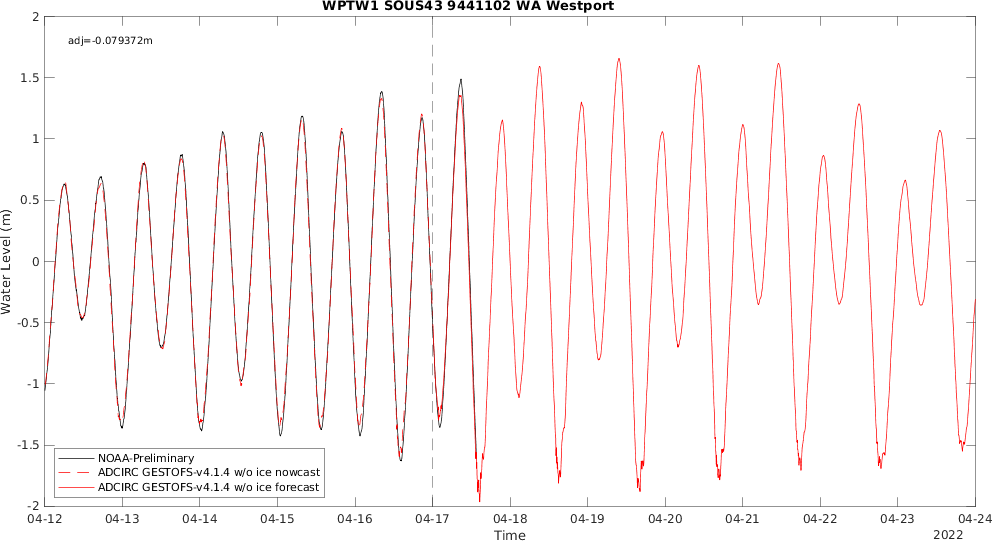 WPTW1 SOUS43 9441102 WA Westport
adj=-0.079372m
Water Level (m)
2
1.5
1
0.5
0
-0.5
-1
-1.5
-2
NOAA-Preliminary
ADCIRC GESTOFS-v4.1.4 w/o ice nowcast
ADCIRC GESTOFS-v4.1.4 w/o ice forecast
04-12 04-13 04-14 04-15 04-16 04-17 04-18 04-19 04-20 04-21 04-22 04-23 04-24
Time
2022